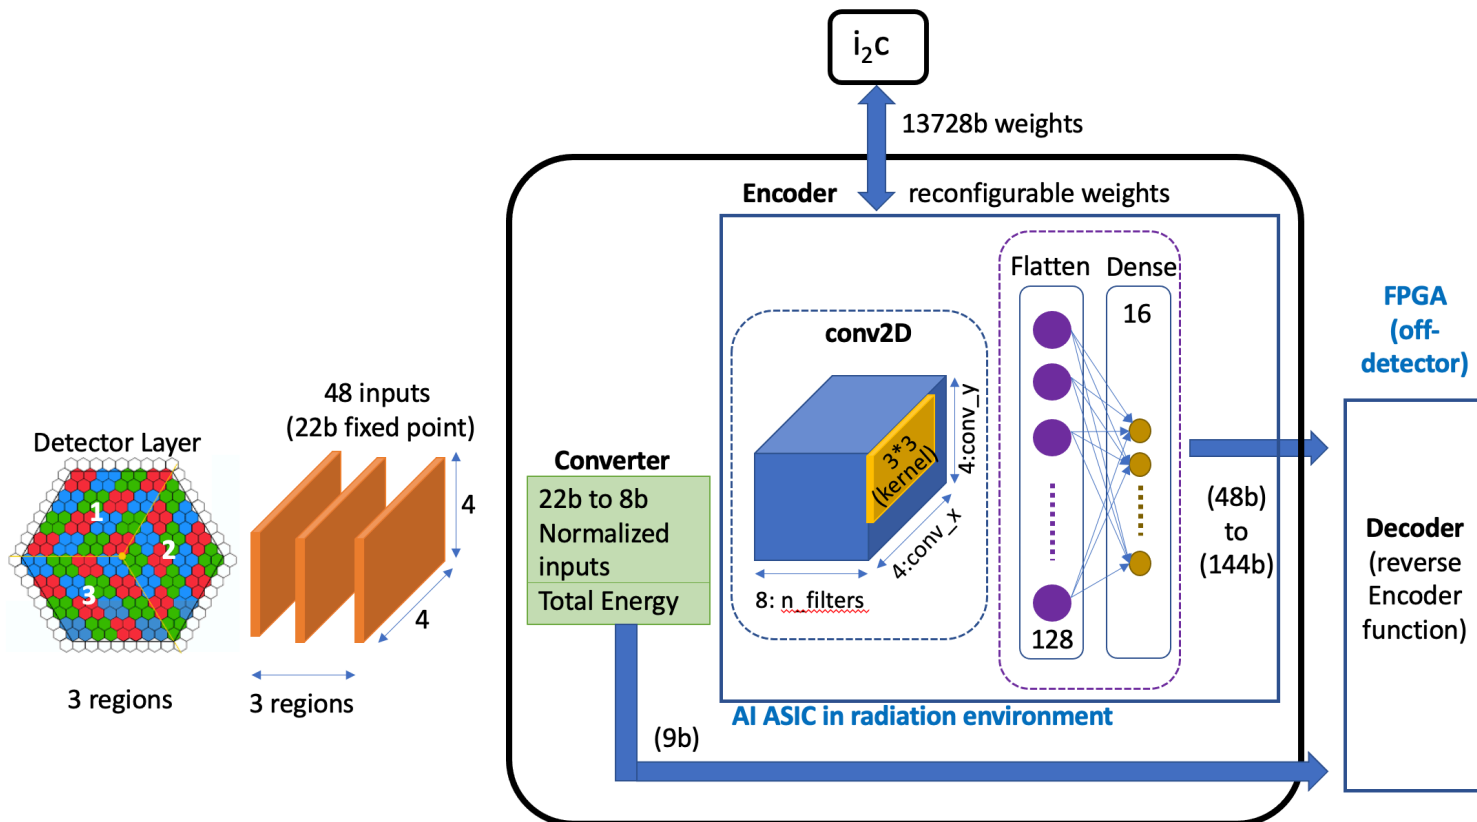 i2c
13728b weights
Encoder
reconfigurable weights
Flatten
Dense
16
128
conv2D
3*3
(kernel)
4:conv_y
4:conv_x
8: n_filters
48 inputs
(22b fixed point)
Detector Layer
1
2
3
3 regions
4
4
3 regions
Converter
22b to 8b
Normalized
inputs
Total Energy
AI ASIC in radiation environment
(9b)
(48b)
to
(144b)
FPGA
(off-
detector)
Decoder
(reverse
Encoder
function)